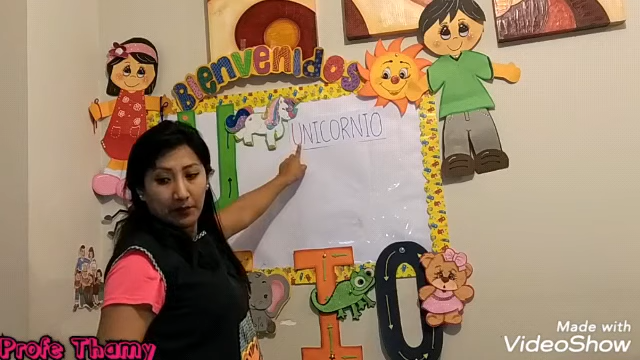 Bienvenidos
U
UNICORNIO
I
O
Profe Thamy
Made with
VideoShow